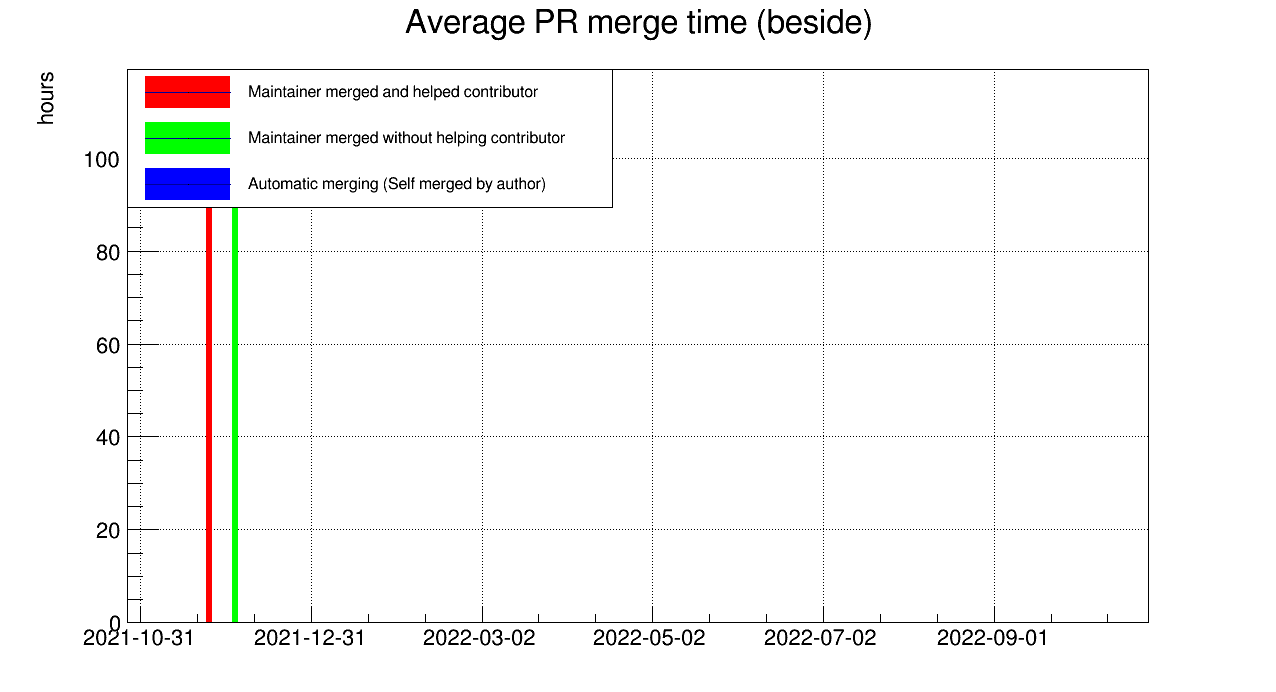 Average PR merge time (beside)
hours
Maintainer merged and helped contributor
Maintainer merged without helping contributor
Automatic merging (Self merged by author)
100
80
60
40
20
0
2021-10-31 2021-12-31 2022-03-02 2022-05-02 2022-07-02 2022-09-01